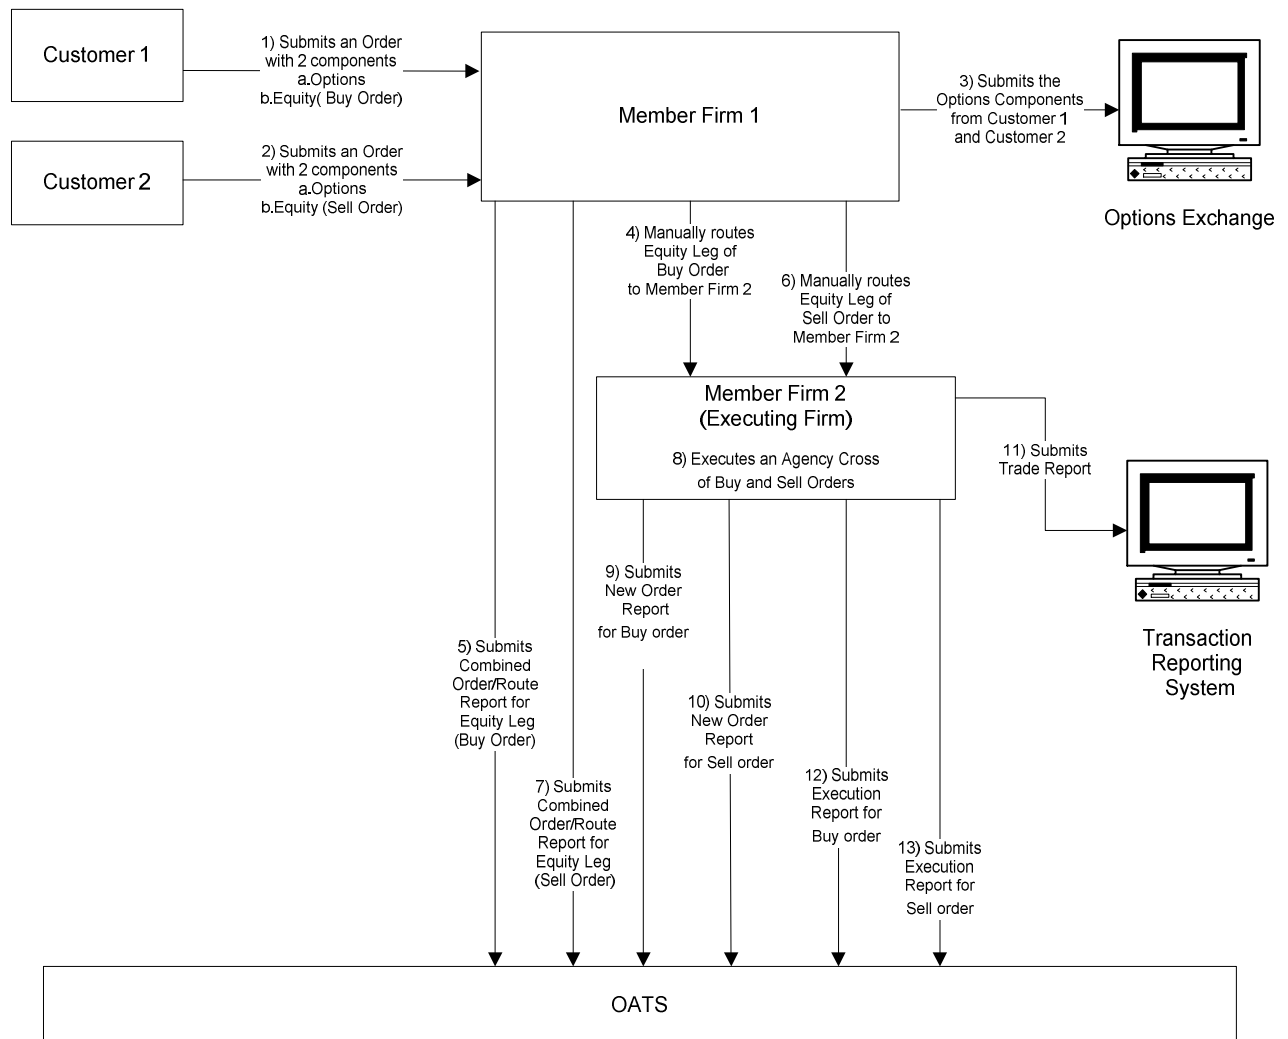 Customer 1
1) Submits an Order
with 2 components
a.Options
b.Equity( Buy Order)
Customer 2
2) Submits an Order
with 2 components
a.Options
b.Equity (Sell Order)
Member Firm 1
3) Submits the
Options Components
from Customer 1
and Customer 2
Options Exchange
4) Manually routes
Equity Leg of
Buy Order
to Member Firm 2
6) Manually routes
Equity Leg of
Sell Order to
Member Firm 2
Member Firm 2
(Executing Firm)
8) Executes an Agency Cross
of Buy and Sell Orders
11) Submits
Trade Report
Transaction
Reporting
System
5) Submits
Combined
Order/Route
Report for
Equity Leg
(Buy Order)
7) Submits
Combined
Order/Route
Report for
Equity Leg
(Sell Order)
9) Submits
New Order
Report
for Buy order
10) Submits
New Order
Report
for Sell order
12) Submits
Execution
Report for
Buy order
13) Submits
Execution
Report for
Sell order
OATS